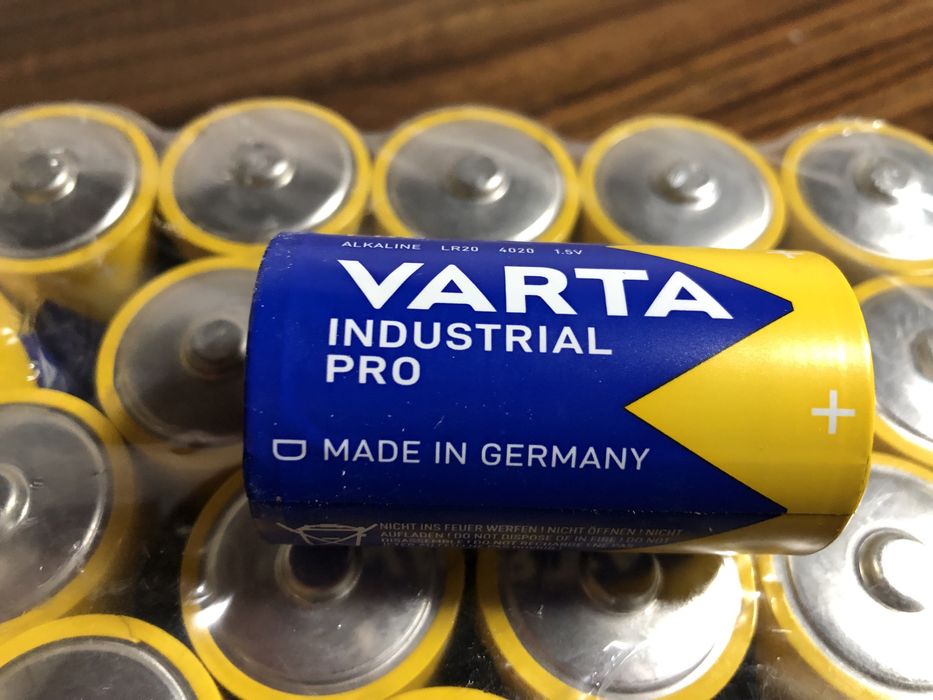 ALKALINE LR20 4020 1.5V
VARTA
INDUSTRIAL
PRO
+
D MADE IN GERMANY
NICHT INS FEUER WERFEN! NICHT ÖFFNEN! NICHT
AUFLADEN! DO NOT DISPOSE OF IN FIRE! DO NOT